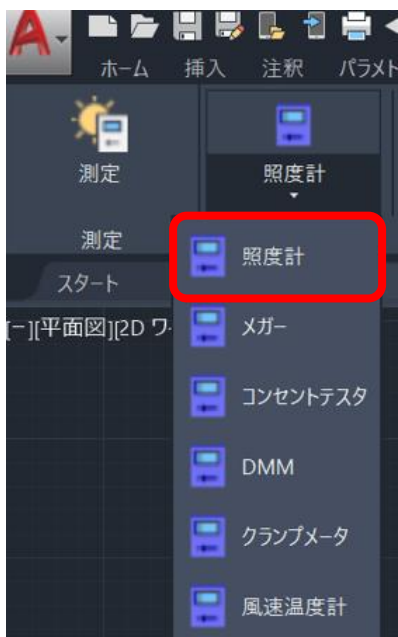 ホーム 挿入 注釈 パラメト
測定 照度計
測定
照度計
スタート
[-][平面図][2D ワ
メガー
コンセントテスタ
DMM
クランプメータ
風速温度計